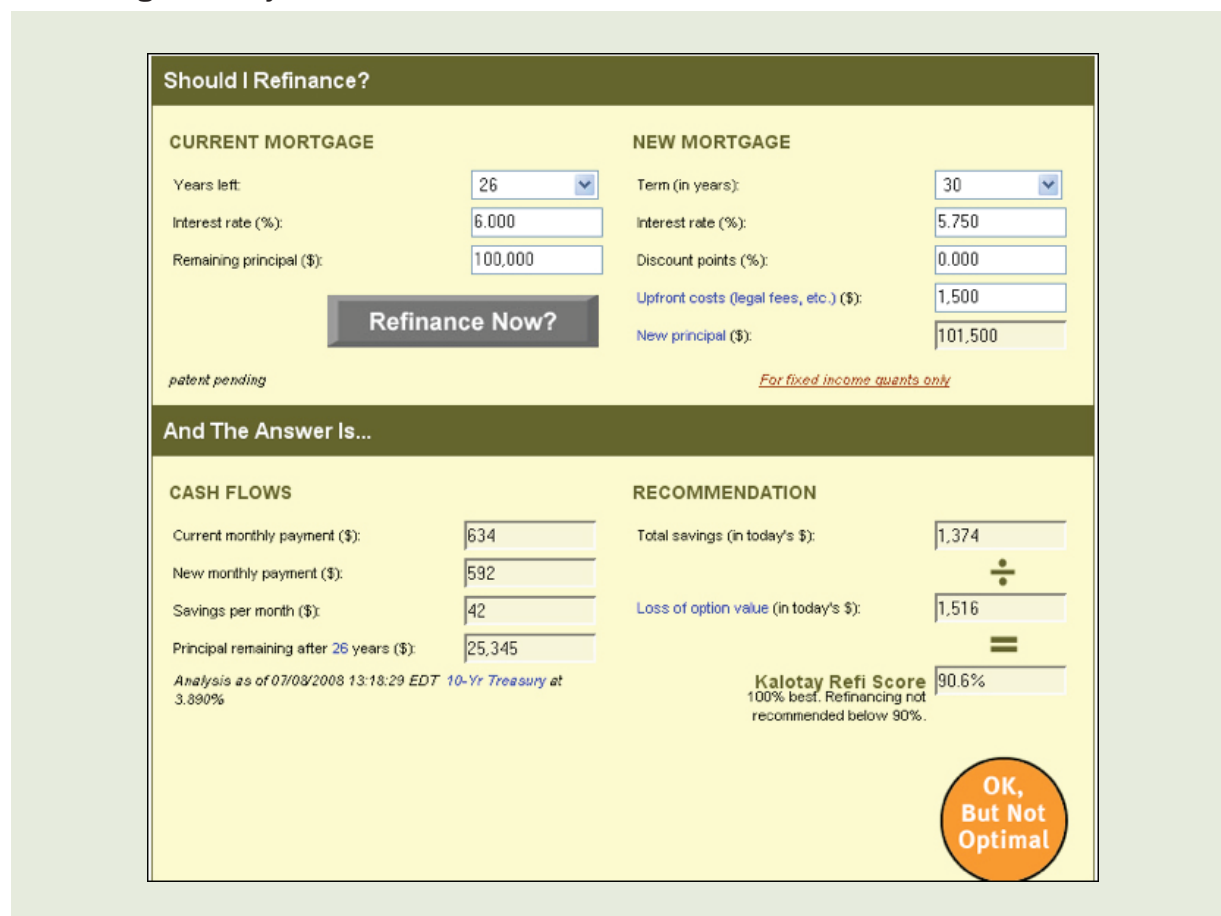 Should I Refinance?
CURRENT MORTGAGE
Years left: 26
Interest rate (%): 6.000
Remaining principal ($): 100,000
Refinance Now?
patent pending
NEW MORTGAGE
Term (in years): 30
Interest rate (%): 5.750
Discount points (%): 0.000
Upfront costs (legal fees, etc.) ($): 1,500
New principal ($): 101,500
For fixed income quants only
And The Answer Is...
CASH FLOWS
Current monthly payment ($): 634
New monthly payment ($): 592
Savings per month ($): 42
Principal remaining after 26 years ($): 25,345
Analysis as of 07/08/2008 13:18:29 EDT 10-Yr Treasury at
3.890%
RECOMMENDATION
Total savings (in today's $): 1,374
÷
Loss of option value (in today's $): 1,516
=
Kalotay Refi Score 90.6%
100% best. Refinancing not
recommended below 90%.
OK,
But Not
Optimal